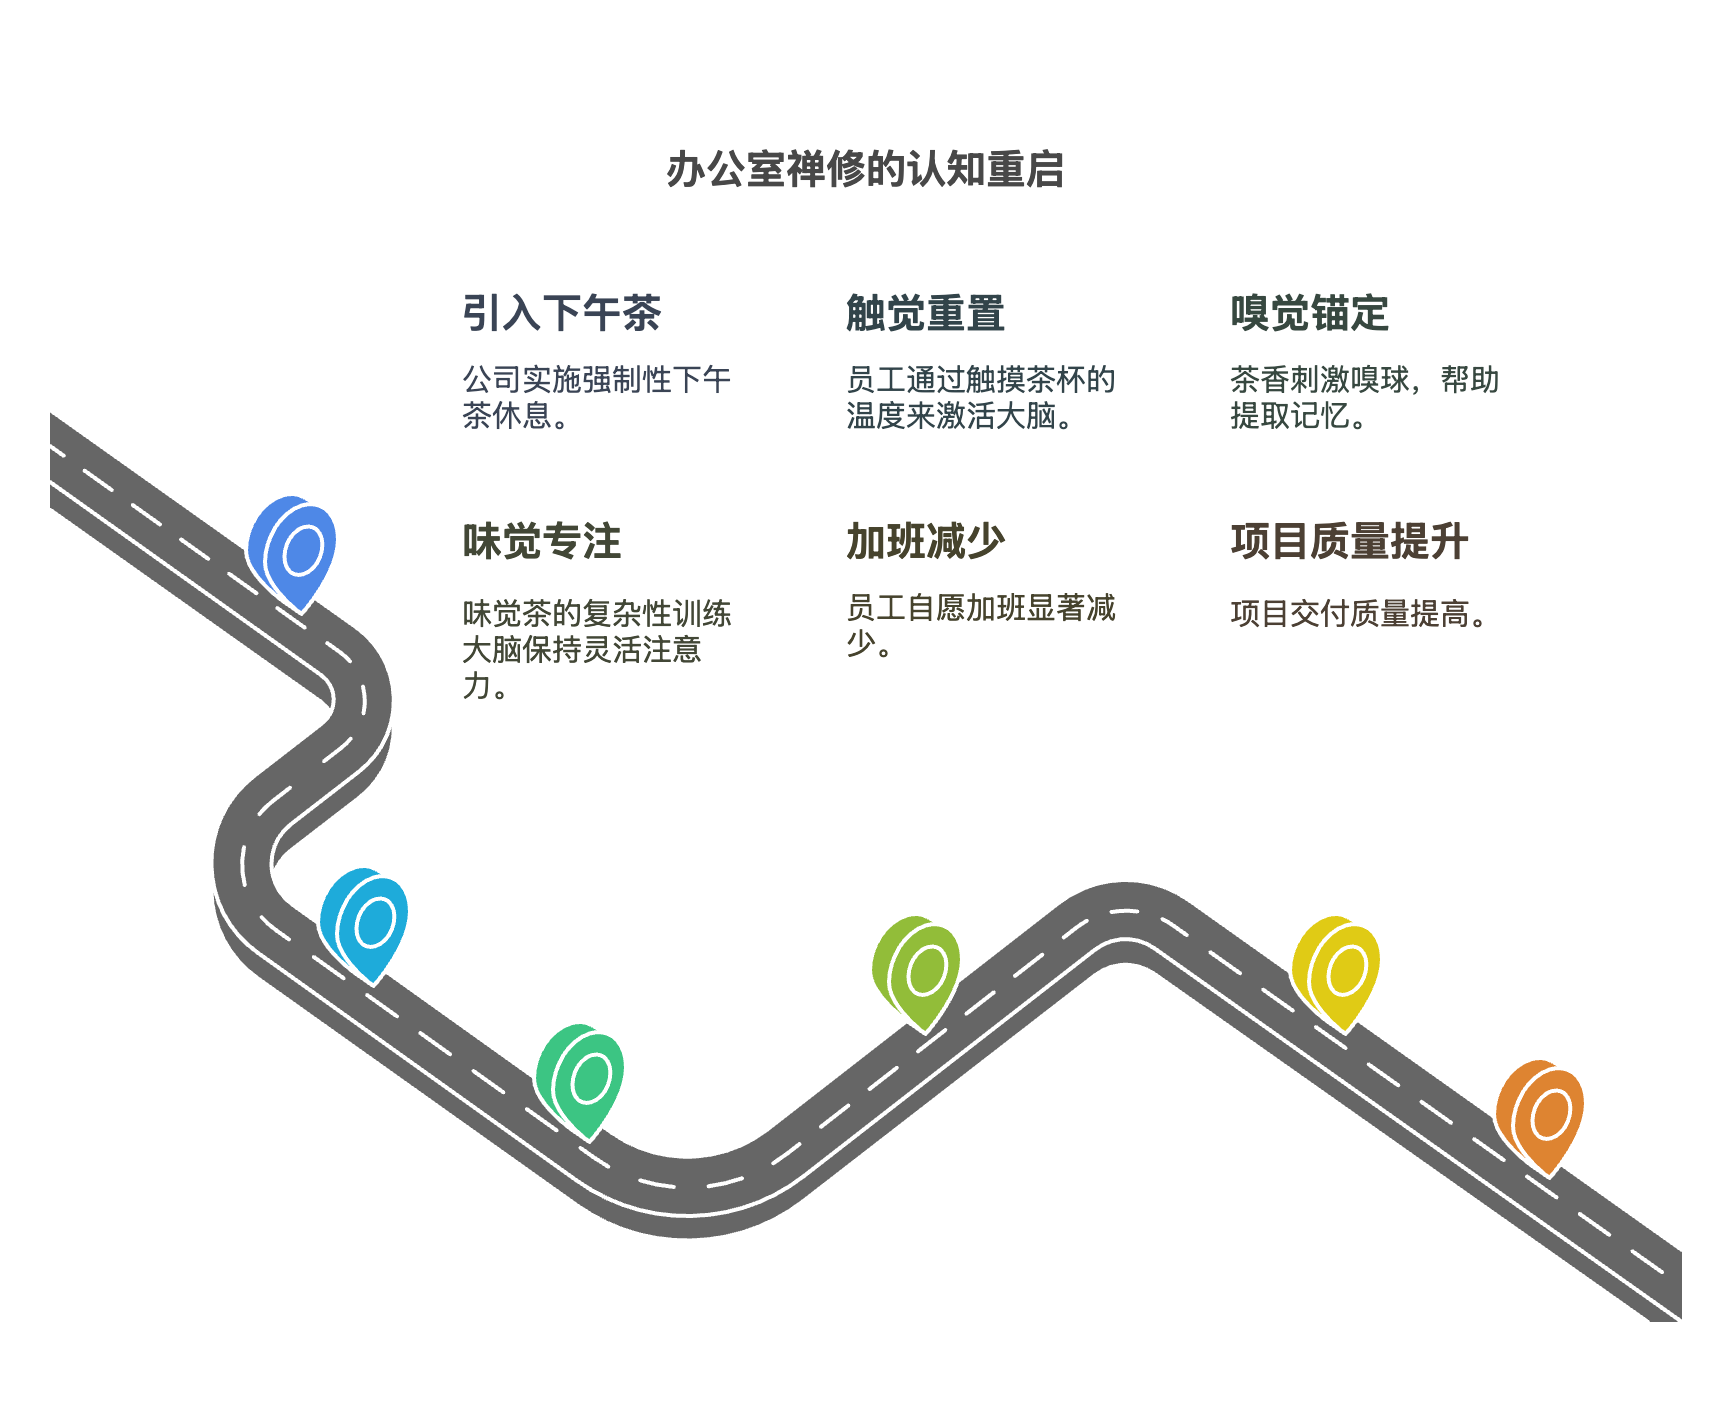 办公室禅修的认知重启
引入下午茶
公司实施强制性下午
茶休息。
触觉重置
员工通过触摸茶杯的
温度来激活大脑。
嗅觉锚定
茶香刺激嗅球，帮助
提取记忆。
味觉专注
味觉茶的复杂性训练
大脑保持灵活注意
力。
加班减少
员工自愿加班显著减
少。
项目质量提升
项目交付质量提高。